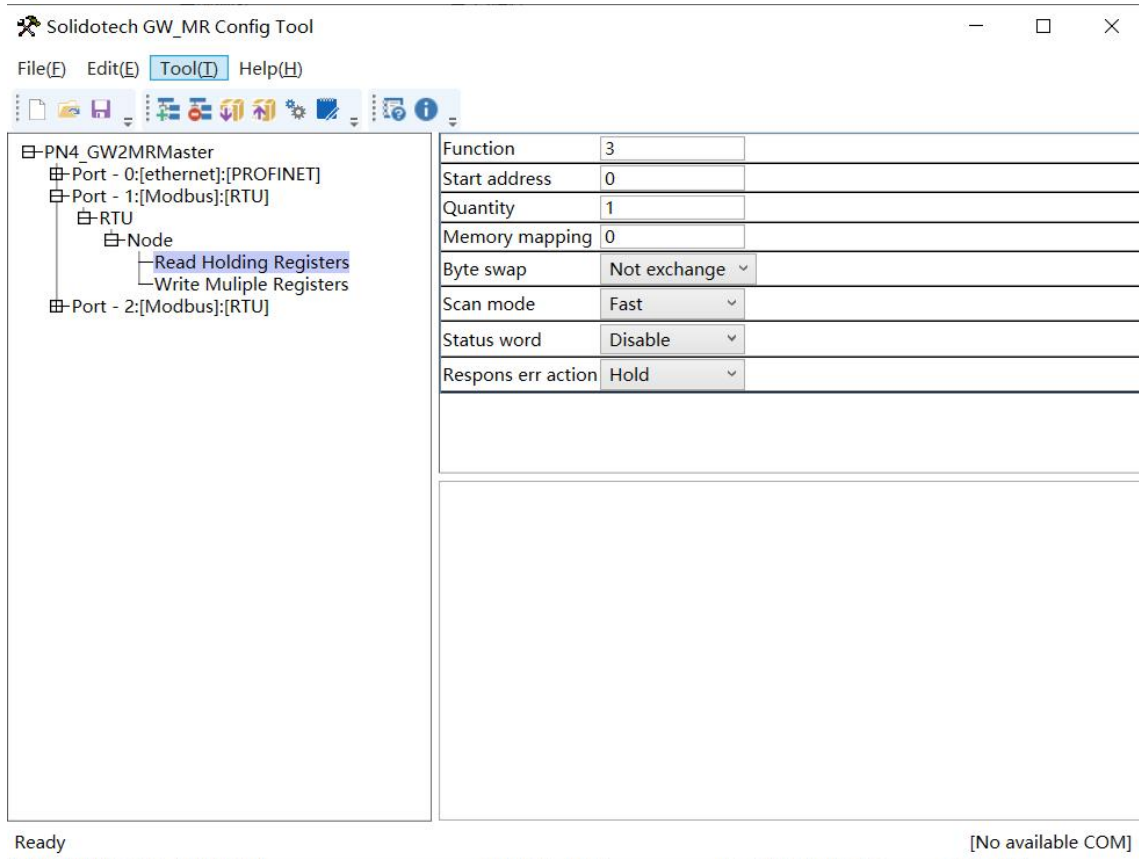 Solidotech GW_MR Config Tool
File(F) Edit(E) Tool(T) Help(H)
PN4_GW2MRMaster
Port - 0:[ethernet]:[PROFINET]
Port - 1:[Modbus]:[RTU]
RTU
Node
Read Holding Registers
Write Muliple Registers
Port - 2:[Modbus]:[RTU]
Function 3
Start address 0
Quantity 1
Memory mapping 0
Byte swap Not exchange
Scan mode Fast
Status word Disable
Respons err action Hold
Ready [No available COM]